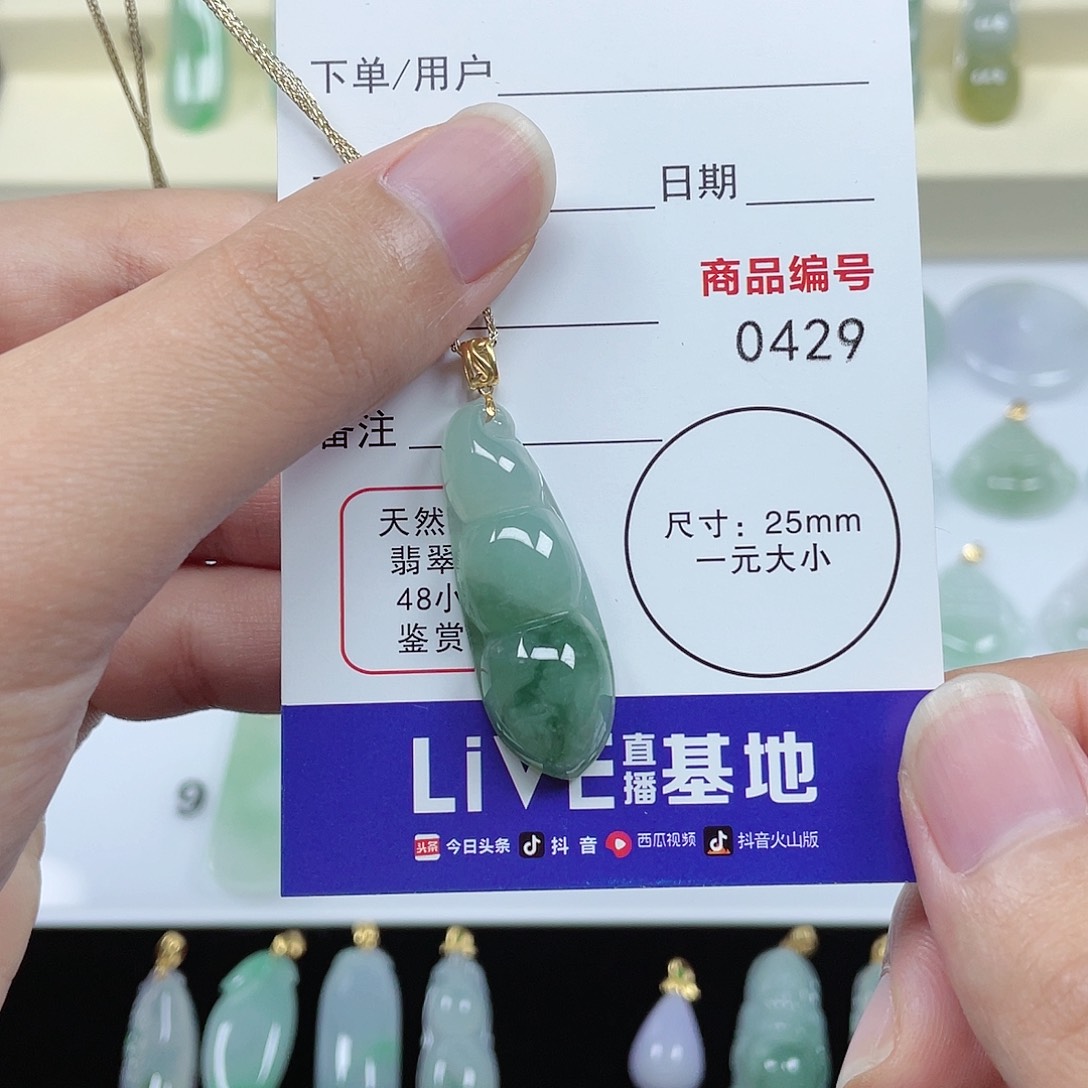 下单/用户
日期
商品编号
0429
备注
天然
翡翠
48小
鉴赏
尺寸：25mm
一元大小
LiVE直播基地
头条 今日头条 抖音 西瓜视频 抖音火山版
9